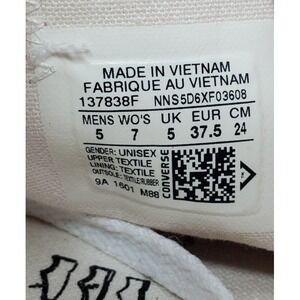 MADE IN VIETNAM
FABRIQUE AU VIETNAM
137838F NNS5D6XF03608
MENS WO'S UK EUR CM
5 7 5 37.5 24
GENDER: UNISEX
UPPER: TEXTILE
LINING: TEXTILE
OUTSOLE: TEXTILE/RUBBER
9A 1601 M88
CONVERSE